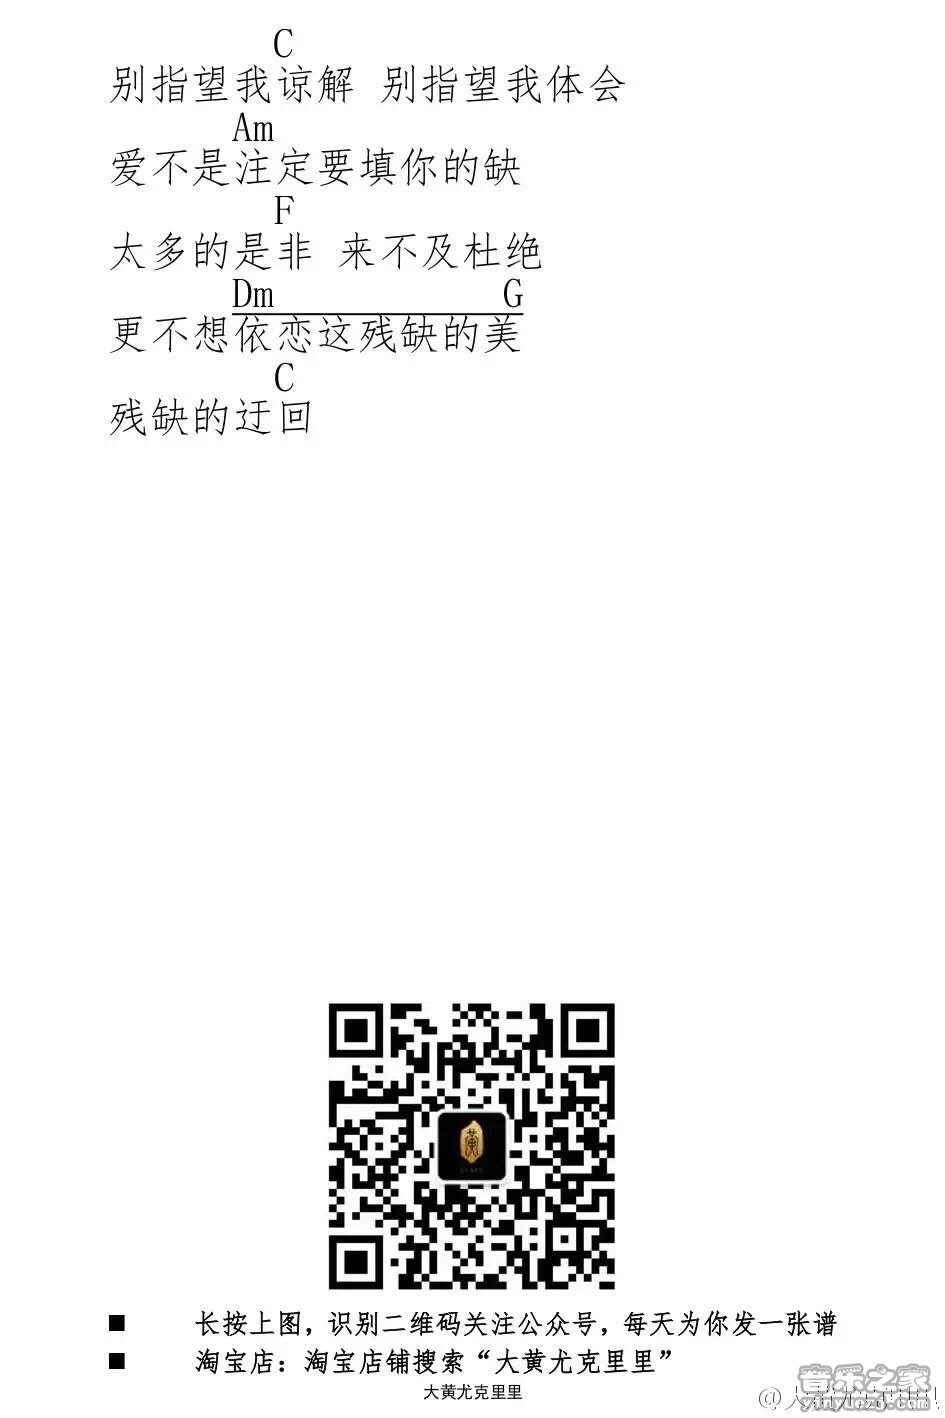 C
别指望我谅解 别指望我体会
Am
爱不是注定要填你的缺
F
太多的是非 来不及杜绝
Dm G
更不想依恋这残缺的美
C
残缺的迂回
■ 长按上图，识别二维码关注公众号，每天为你发一张谱
■ 淘宝店：淘宝店铺搜索“大黄尤克里里”
大黄尤克里里
音乐之家
yinyuezj.com